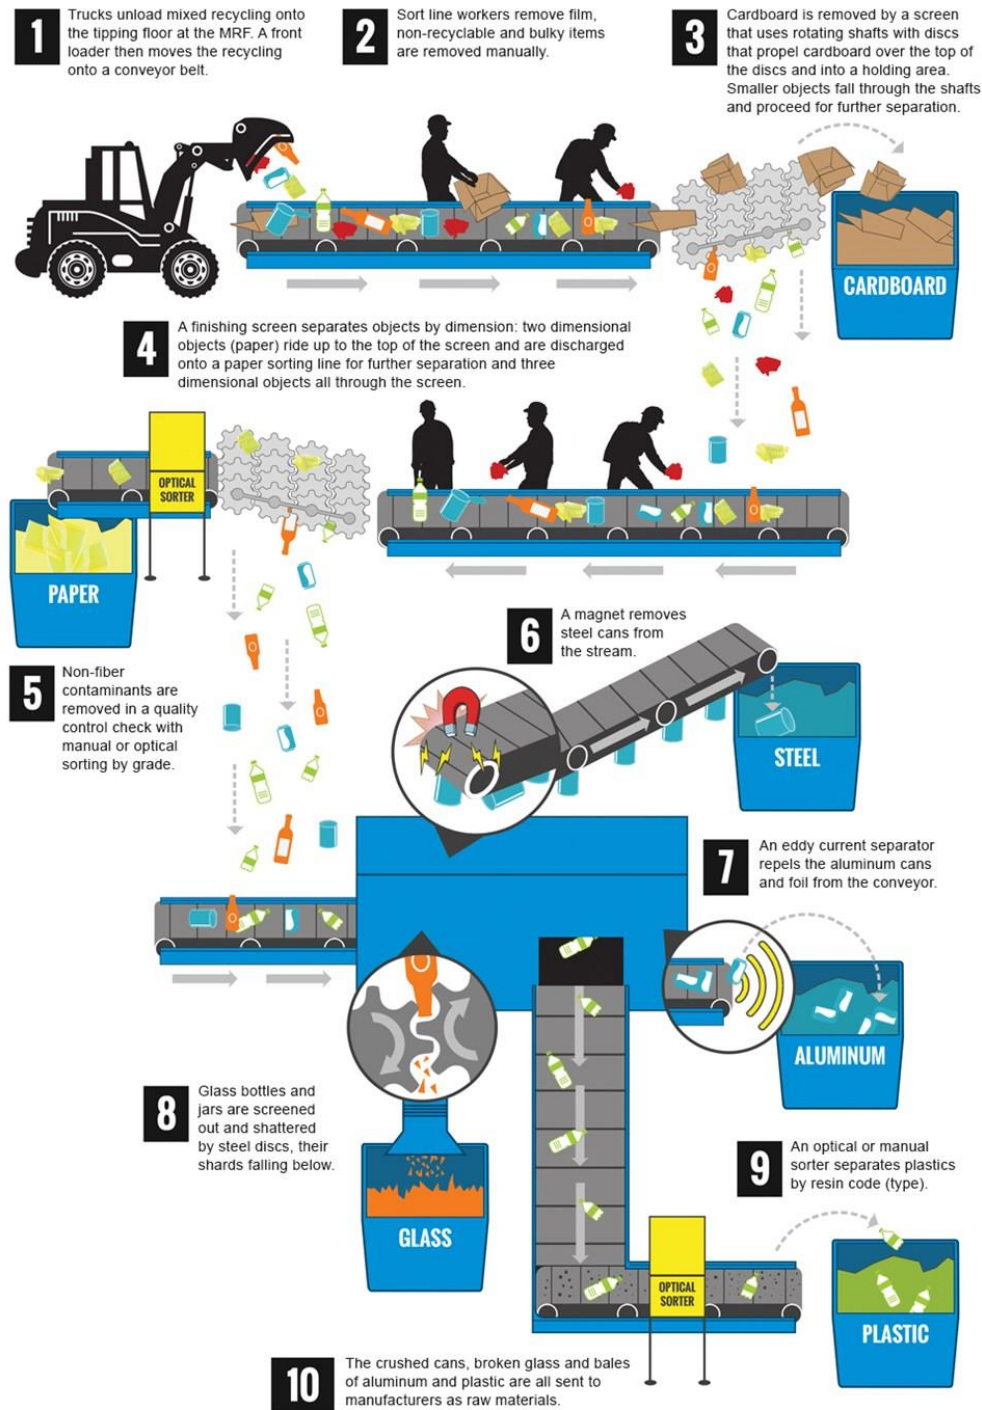 1
Trucks unload mixed recycling onto
the tipping floor at the MRF. A front
loader then moves the recycling
onto a conveyor belt.
2
Sort line workers remove film,
non-recyclable and bulky items
are removed manually.
3
Cardboard is removed by a screen
that uses rotating shafts with discs
that propel cardboard over the top of
the discs and into a holding area.
Smaller objects fall through the shafts
and proceed for further separation.
CARDBOARD
4
A finishing screen separates objects by dimension: two dimensional
objects (paper) ride up to the top of the screen and are discharged
onto a paper sorting line for further separation and three
dimensional objects all through the screen.
OPTICAL
SORTER
PAPER
5
Non-fiber
contaminants are
removed in a quality
control check with
manual or optical
sorting by grade.
6
A magnet removes
steel cans from
the stream.
STEEL
7
An eddy current separator
repels the aluminum cans
and foil from the conveyor.
ALUMINUM
8
Glass bottles and
jars are screened
out and shattered
by steel discs, their
shards falling below.
GLASS
9
An optical or manual
sorter separates plastics
by resin code (type).
OPTICAL
SORTER
PLASTIC
10
The crushed cans, broken glass and bales
of aluminum and plastic are all sent to
manufacturers as raw materials.